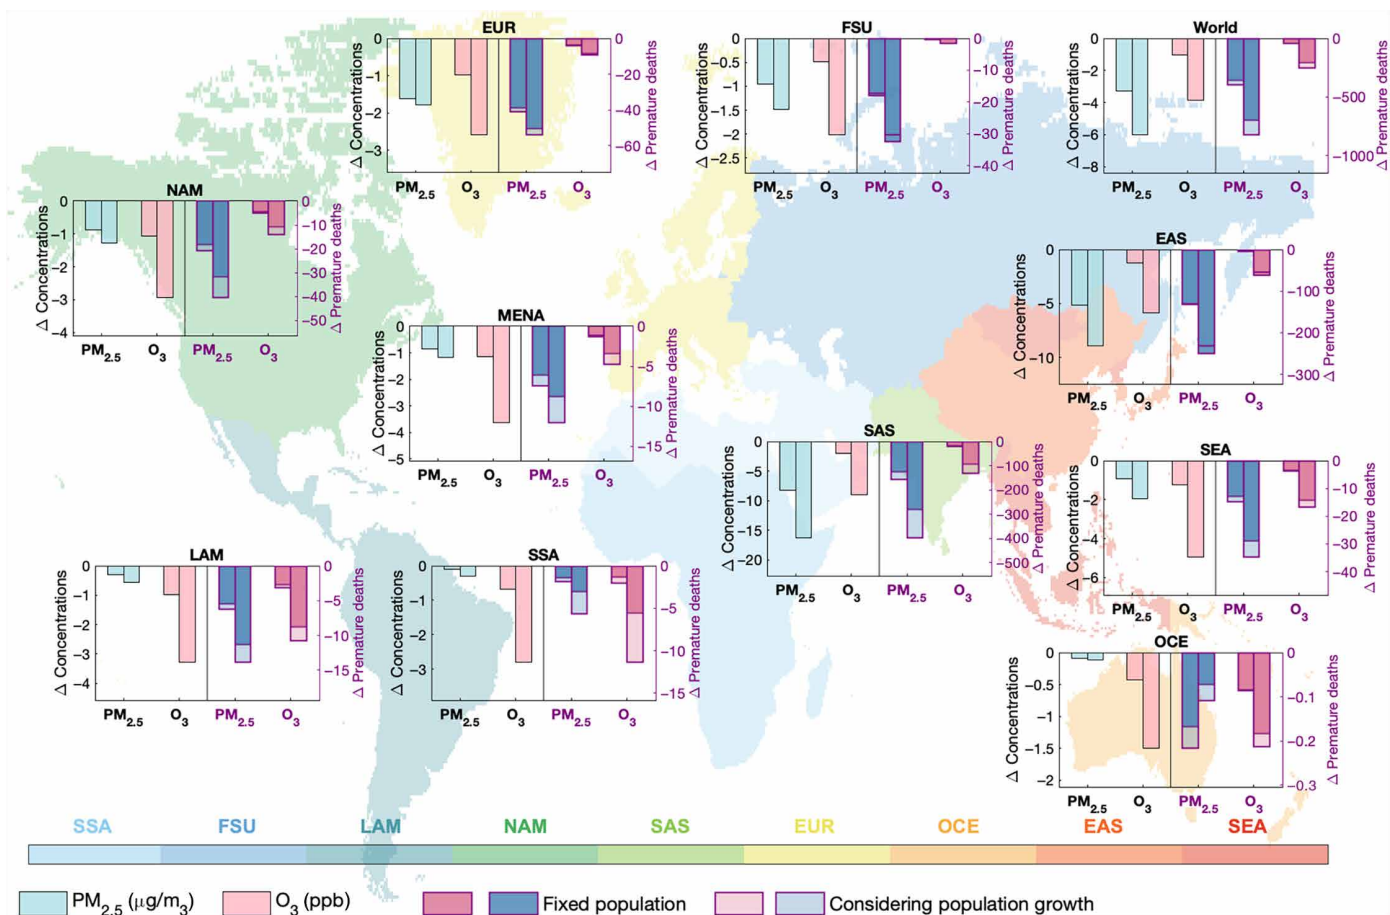 EUR
Δ Concentrations
0
−1
−2
−3
PM2.5
O3
PM2.5
O3
0
−20
−40
−60
Δ Premature deaths
FSU
Δ Concentrations
0
−0.5
−1
−1.5
−2
−2.5
PM2.5
O3
PM2.5
O3
0
−10
−20
−30
−40
Δ Premature deaths
World
Δ Concentrations
0
−2
−4
−6
−8
PM2.5
O3
PM2.5
O3
0
−500
−1000
Δ Premature deaths
NAM
Δ Concentrations
0
−1
−2
−3
−4
PM2.5
O3
PM2.5
O3
0
−10
−20
−30
−40
−50
Δ Premature deaths
EAS
Δ Concentrations
0
−5
−10
PM2.5
O3
PM2.5
O3
0
−100
−200
−300
Δ Premature deaths
MENA
Δ Concentrations
0
−1
−2
−3
−4
−5
PM2.5
O3
PM2.5
O3
0
−5
−10
−15
Δ Premature deaths
SAS
Δ Concentrations
0
−5
−10
−15
−20
PM2.5
O3
PM2.5
O3
0
−100
−200
−300
−400
−500
Δ Premature deaths
SEA
Δ Concentrations
0
−2
−4
−6
PM2.5
O3
PM2.5
O3
0
−10
−20
−30
−40
Δ Premature deaths
LAM
Δ Concentrations
0
−1
−2
−3
−4
PM2.5
O3
PM2.5
O3
0
−5
−10
−15
Δ Premature deaths
SSA
Δ Concentrations
0
−1
−2
−3
PM2.5
O3
PM2.5
O3
0
−5
−10
−15
Δ Premature deaths
OCE
Δ Concentrations
0
−0.5
−1
−1.5
−2
PM2.5
O3
PM2.5
O3
0
−0.1
−0.2
−0.3
Δ Premature deaths
SSA FSU LAM NAM SAS EUR OCE EAS SEA
PM2.5 (μg/m3) O3 (ppb) Fixed population Considering population growth